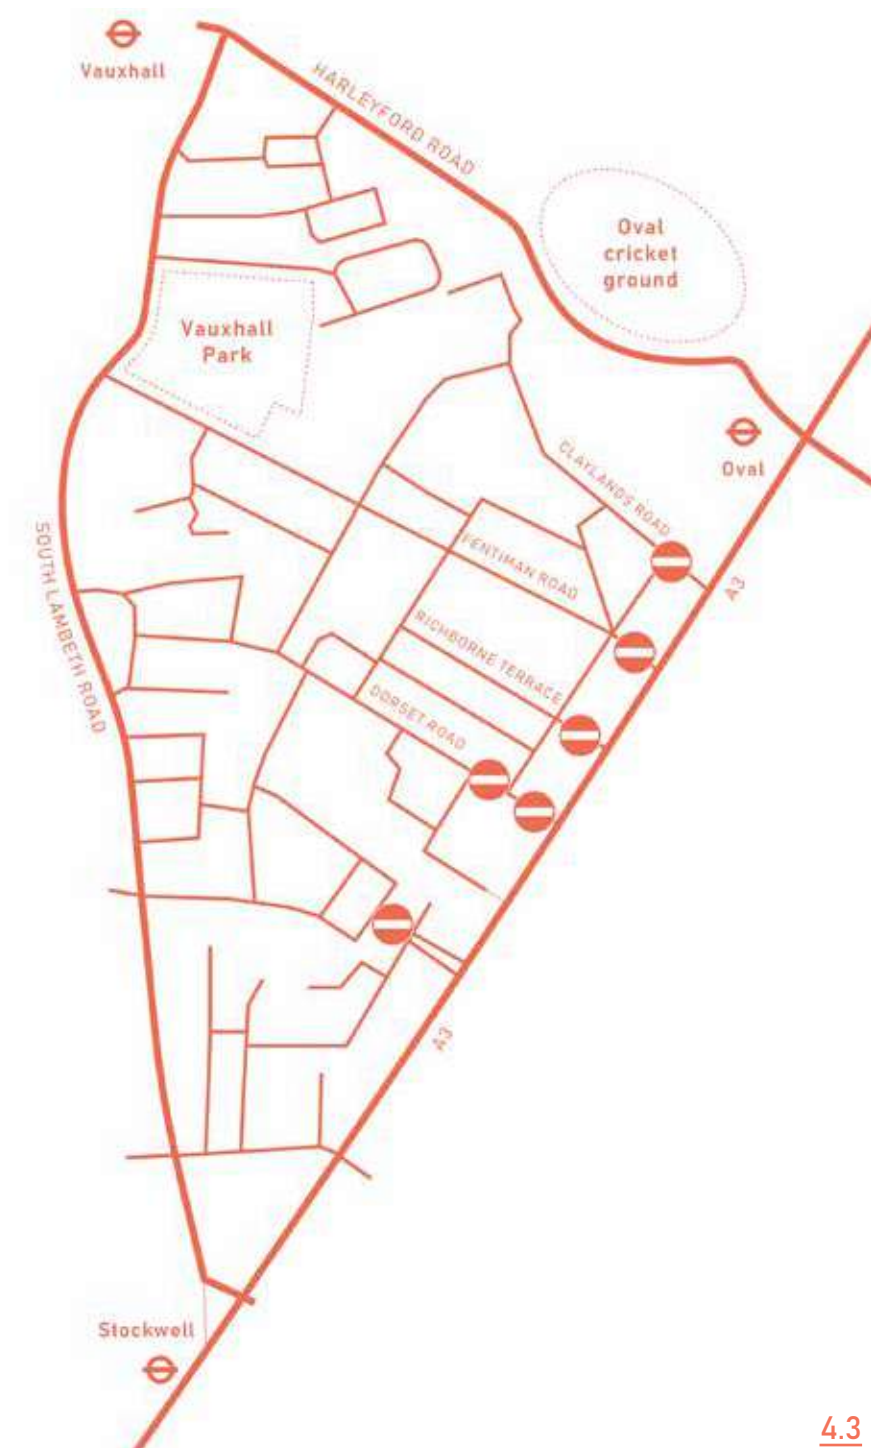 Vauxhall
HARLEYFORD ROAD
Oval
cricket
ground
Vauxhall
Park
CLAYLANDS ROAD
Oval
SOUTH LAMBETH ROAD
FENTIMAN ROAD
A3
RICHBORNE TERRACE
DORSET ROAD
A3
Stockwell
4.3